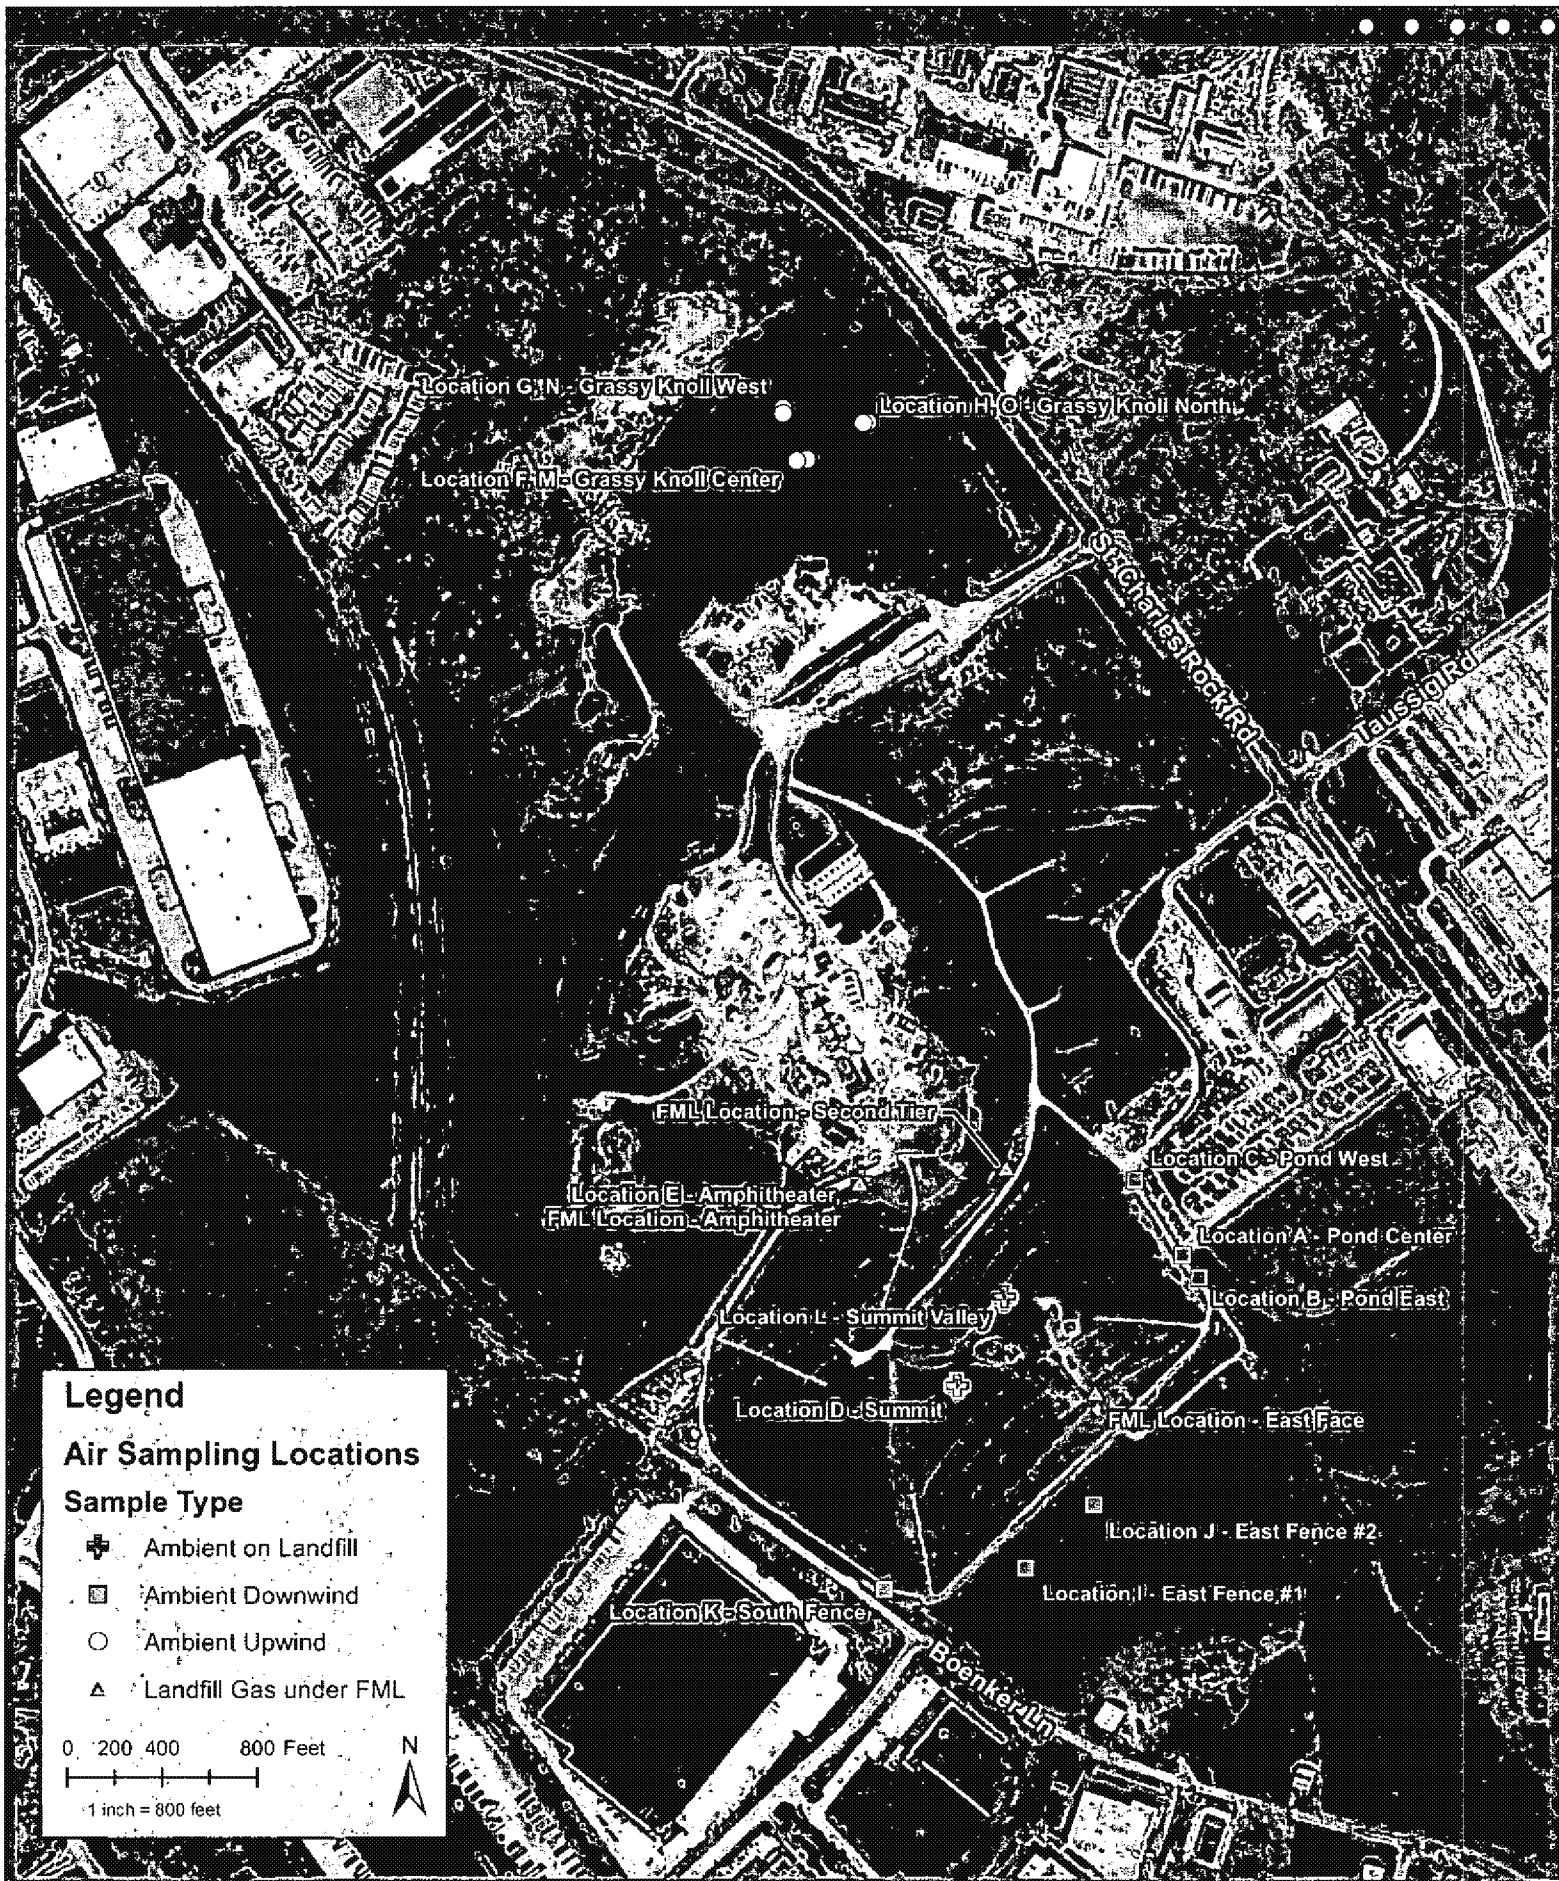 Location G, N - Grassy Knoll West
Location H, O - Grassy Knoll North
Location F, M - Grassy Knoll Center
St Charles Rock Rd
Taussig Rd
FML Location - Second Tier
Location C - Pond West
Location E - Amphitheater
FML Location - Amphitheater
Location A - Pond Center
Location B - Pond East
Location L - Summit Valley
Location D - Summit
FML Location - East Face
Location J - East Fence #2
Location I - East Fence #1
Location K - South Fence
Boenker Ln
Legend
Air Sampling Locations
Sample Type
Ambient on Landfill
Ambient Downwind
Ambient Upwind
Landfill Gas under FML
0 200 400 800 Feet
N
1 inch = 800 feet